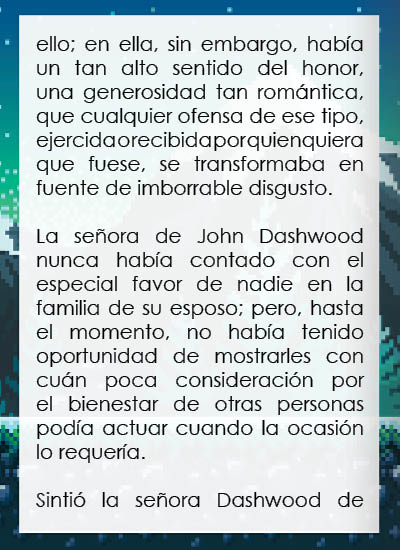 ello; en ella, sin embargo, había
un tan alto sentido del honor,
una generosidad tan romántica,
que cualquier ofensa de ese tipo,
ejercida o recibida por quienquiera
que fuese, se transformaba en
fuente de imborrable disgusto.

La señora de John Dashwood
nunca había contado con el
especial favor de nadie en la
familia de su esposo; pero, hasta
el momento, no había tenido
oportunidad de mostrarles con
cuán poca consideración por
el bienestar de otras personas
podía actuar cuando la ocasión
lo requería.

Sintió la señora Dashwood de